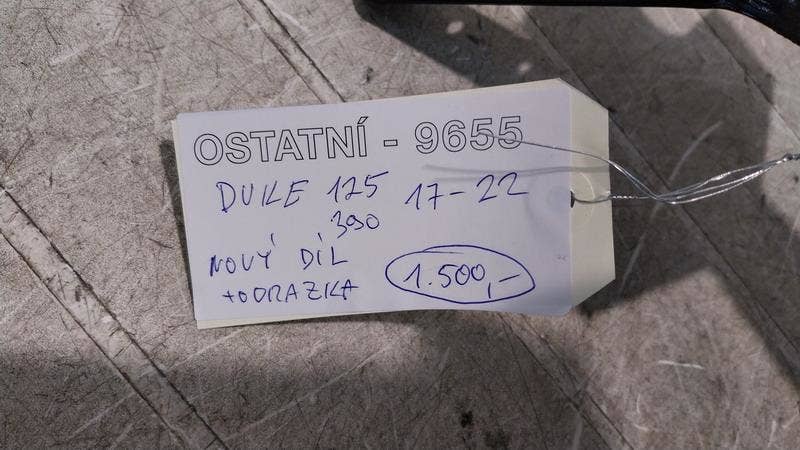 OSTATNÍ - 9655
DUKE 125 17-22
390
NOVÝ DÍL
+ODRAZKA 1.500,-